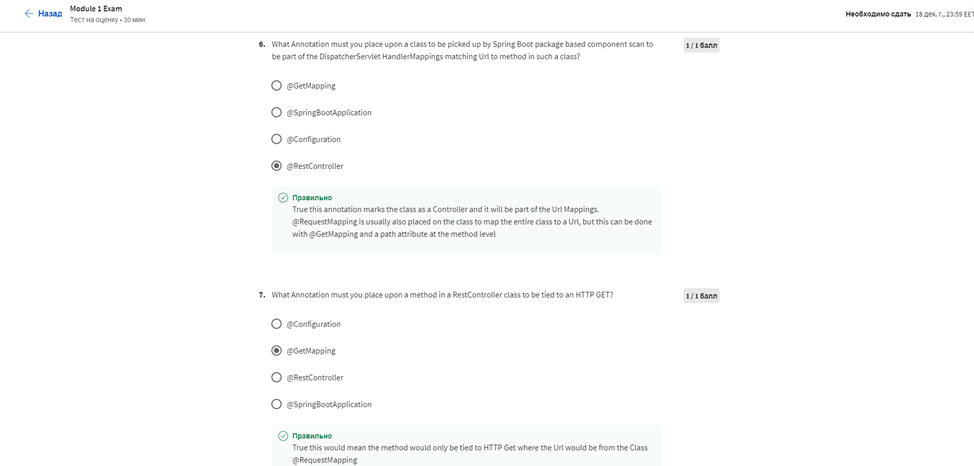 Назад
Module 1 Exam
Тест на оценку • 30 мин
Необходимо сдать 18 дек. г., 23:59 EET
6. What Annotation must you place upon a class to be picked up by Spring Boot package based component scan to
be part of the DispatcherServlet HandlerMappings matching Url to method in such a class?
1 / 1 балл
@GetMapping
@SpringBootApplication
@Configuration
@RestController
Правильно
True this annotation marks the class as a Controller and it will be part of the Url Mappings.
@RequestMapping is usually also placed on the class to map the entire class to a Url, but this can be done
with @GetMapping and a path attribute at the method level
7. What Annotation must you place upon a method in a RestController class to be tied to an HTTP GET?
1 / 1 балл
@Configuration
@GetMapping
@RestController
@SpringBootApplication
Правильно
True this would mean the method would only be tied to HTTP Get where the Url would be from the Class
@RequestMapping